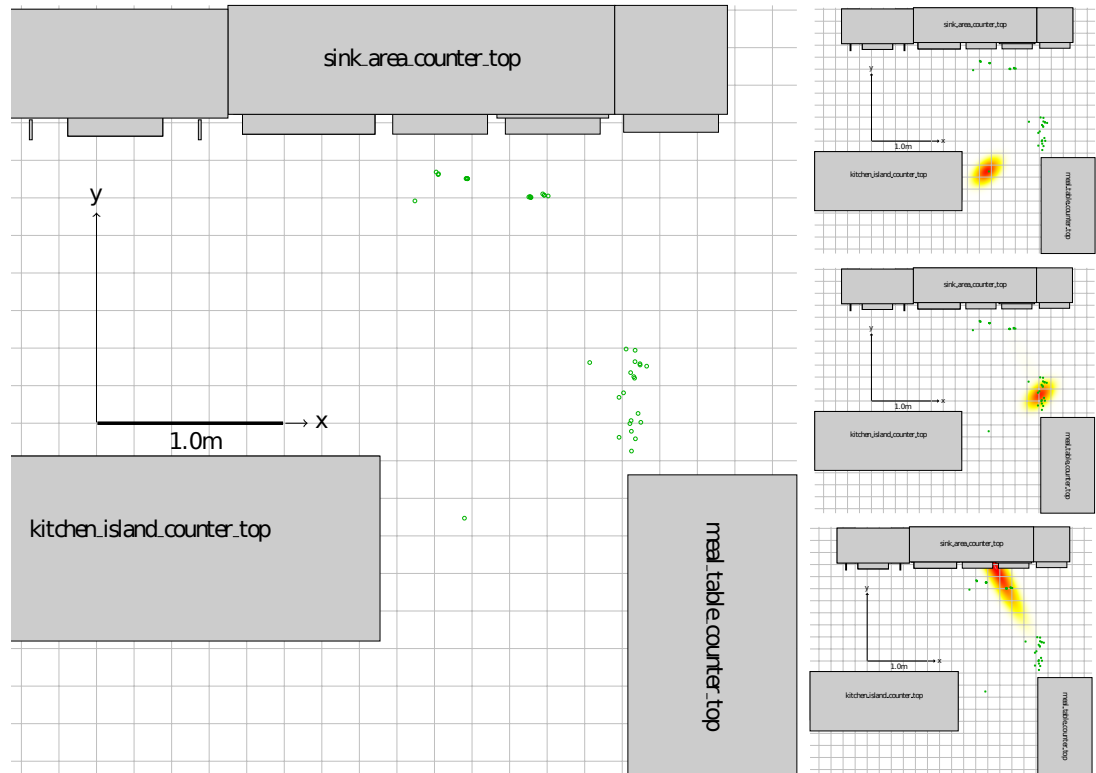 sink_area_counter_top
y
x
1.0m
kitchen_island_counter_top
meal_table_counter_top
sink_area_counter_top
y
x
1.0m
kitchen_island_counter_top
meal_table_counter_top
sink_area_counter_top
y
x
1.0m
kitchen_island_counter_top
meal_table_counter_top
sink_area_counter_top
y
x
1.0m
kitchen_island_counter_top
meal_table_counter_top